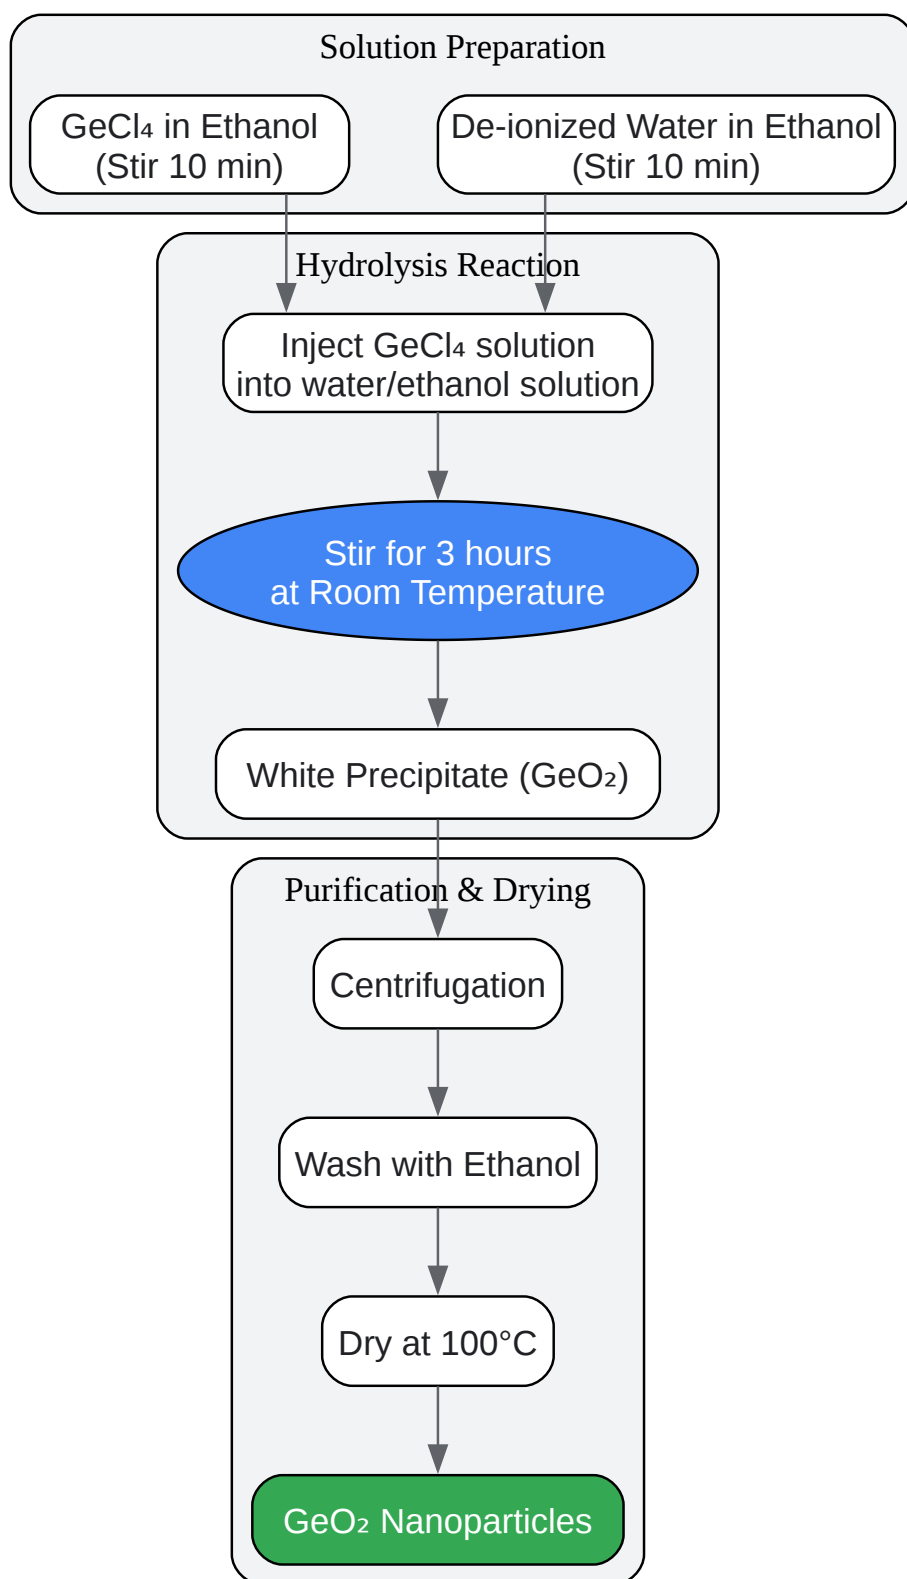 Solution Preparation
GeCl₄ in Ethanol
(Stir 10 min)
De-ionized Water in Ethanol
(Stir 10 min)
Hydrolysis Reaction
Inject GeCl₄ solution
into water/ethanol solution
Stir for 3 hours
at Room Temperature
White Precipitate (GeO₂)
Purification & Drying
Centrifugation
Wash with Ethanol
Dry at 100°C
GeO₂ Nanoparticles